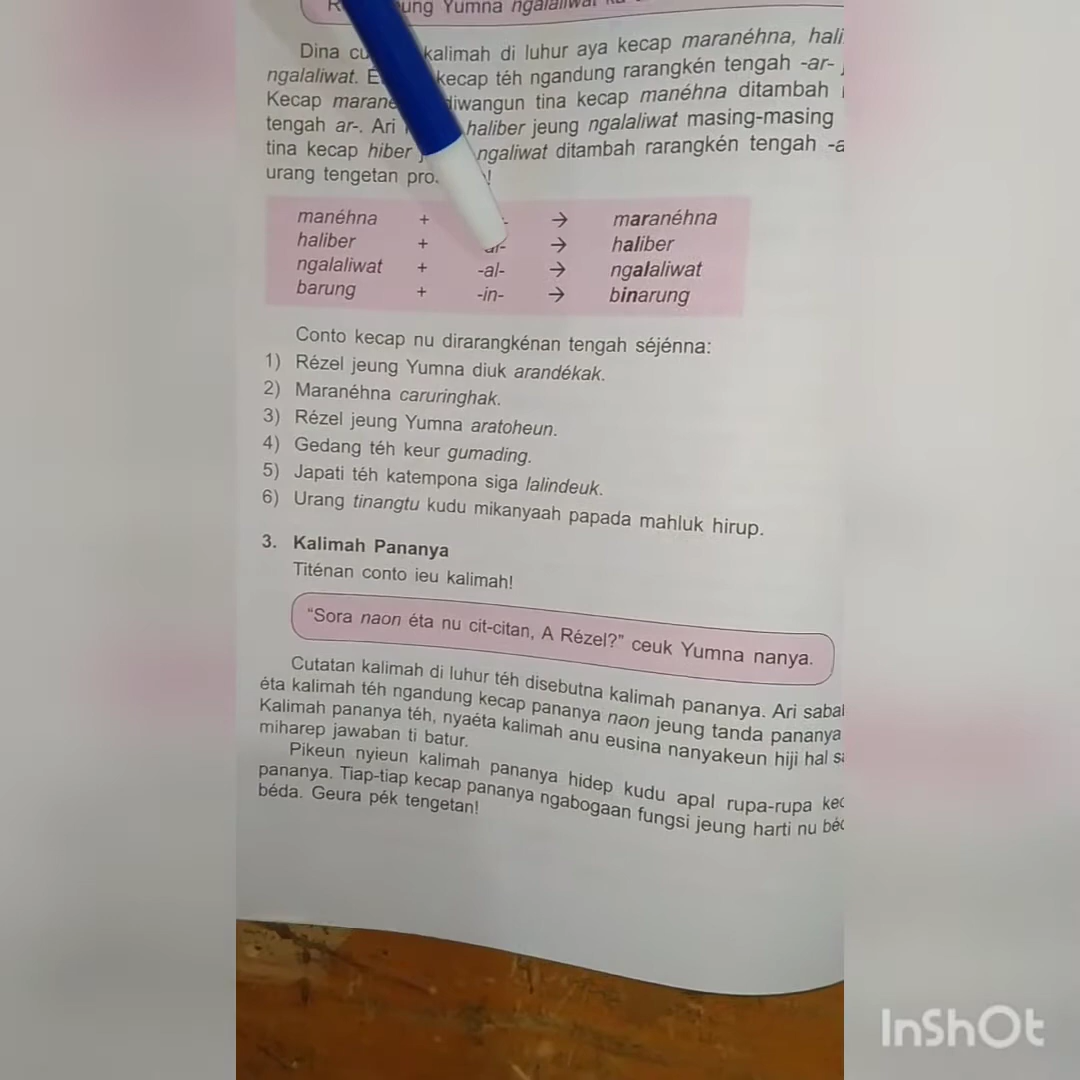 ung Yumna ngalaliwat
Dina kalimah di luhur aya kecap maranéhna, hali
ngalaliwat. kecap téh ngandung rarangkén tengah -ar-
Kecap diwangun tina kecap manéhna ditambah
tengah ar-. Ari haliber jeung ngalaliwat masing-masing
tina kecap hiber ngaliwat ditambah rarangkén tengah -a
urang tengetan !
manéhna + → maranéhna
haliber + → haliber
ngalaliwat + -al- → ngalaliwat
barung + -in- → binarung
Conto kecap nu dirarangkénan tengah séjénna:
1) Rézel jeung Yumna diuk arandékak.
2) Maranéhna caruringhak.
3) Rézel jeung Yumna aratoheun.
4) Gedang téh keur gumading.
5) Japati téh katempona siga lalindeuk.
6) Urang tinangtu kudu mikanyaah papada mahluk hirup.
3. Kalimah Pananya
Titénan conto ieu kalimah!
“Sora naon éta nu cit-citan, A Rézel?” ceuk Yumna nanya.
Cutatan kalimah di luhur téh disebutna kalimah pananya. Ari sabal
éta kalimah téh ngandung kecap pananya naon jeung tanda pananya
Kalimah pananya téh, nyaéta kalimah anu eusina nanyakeun hiji hal sa
miharep jawaban ti batur.
Pikeun nyieun kalimah pananya hidep kudu apal rupa-rupa kec
pananya. Tiap-tiap kecap pananya ngabogaan fungsi jeung harti nu béd
béda. Geura pék tengetan!
InShOt